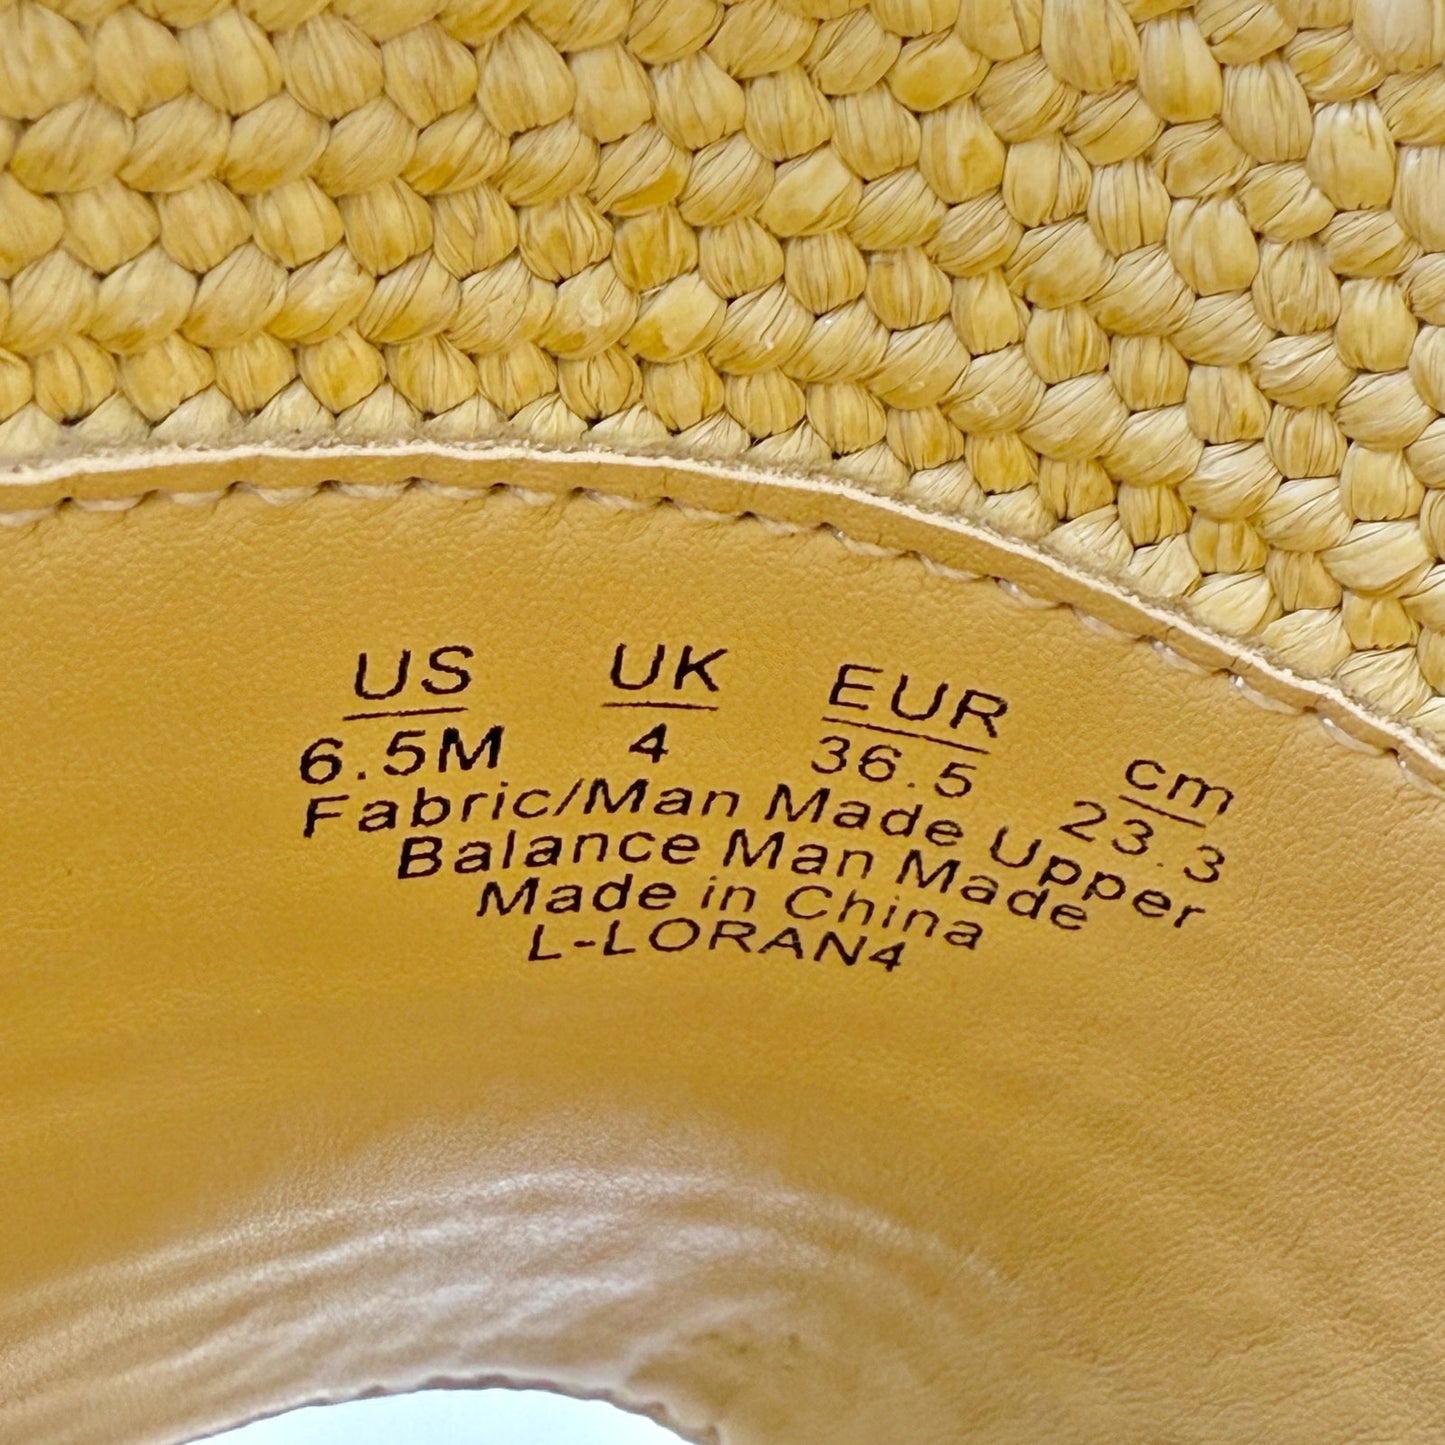 US UK EUR cm
6.5M 4 36.5 23.3
Fabric/Man Made Upper
Balance Man Made
Made in China
L-LORAN4